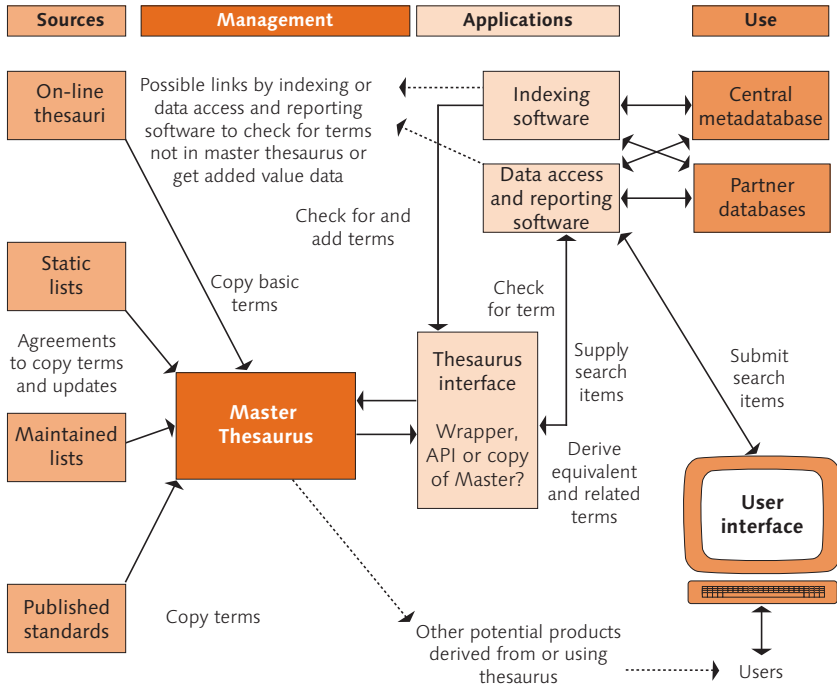 Sources
Management
Applications
Use
On-line
thesauri
Possible links by indexing or
data access and reporting
software to check for terms
not in master thesaurus or
get added value data
Indexing
software
Central
metadatabase
Data access
and reporting
software
Partner
databases
Check for and
add terms
Static
lists
Copy basic
terms
Check
for term
Agreements
to copy terms
and updates
Thesaurus
interface
Wrapper,
API or copy
of Master?
Supply
search
items
Submit
search
items
Master
Thesaurus
Maintained
lists
Derive
equivalent
and related
terms
User
interface
Published
standards
Copy terms
Other potential products
derived from or using
thesaurus
Users